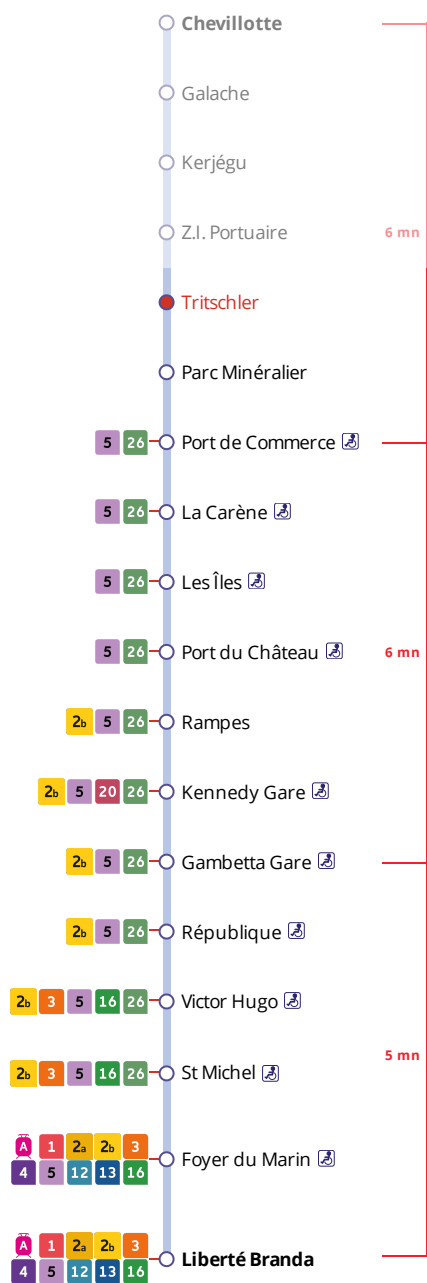 Chevillotte
Galache
Kerjégu
Z.I. Portuaire
6 mn
Tritschler
Parc Minéralier
5 26 Port de Commerce
5 26 La Carène
5 26 Les Îles
5 26 Port du Château
6 mn
2b 5 26 Rampes
2b 5 20 26 Kennedy Gare
2b 5 26 Gambetta Gare
2b 5 26 République
2b 3 5 16 26 Victor Hugo
5 mn
2b 3 5 16 26 St Michel
A 1 2a 2b 3
4 5 12 13 16
Foyer du Marin
A 1 2a 2b 3
4 5 12 13 16
Liberté Branda